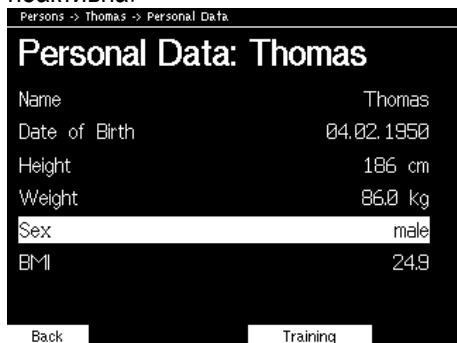 Persons -> Thomas -> Personal Data
Personal Data: Thomas
Name Thomas
Date of Birth 04.02.1950
Height 186 cm
Weight 86.0 kg
Sex male
BMI 24.9
Back Training